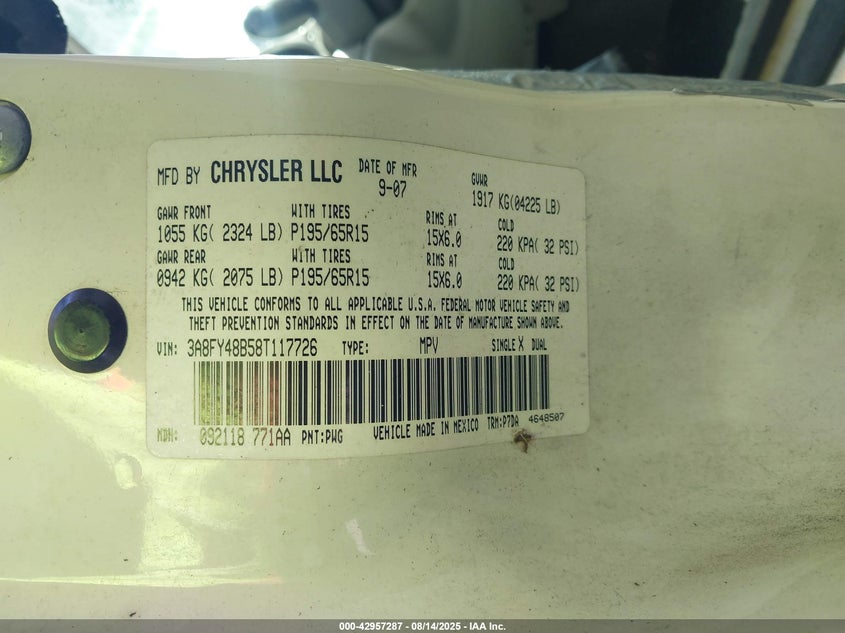 MFD BY CHRYSLER LLC DATE OF MFR 9-07 GVWR 1917 KG(04225 LB)
GAWR FRONT WITH TIRES RIMS AT COLD
1055 KG( 2324 LB) P195/65R15 15X6.0 220 KPA( 32 PSI)
GAWR REAR WITH TIRES RIMS AT COLD
0942 KG( 2075 LB) P195/65R15 15X6.0 220 KPA( 32 PSI)
THIS VEHICLE CONFORMS TO ALL APPLICABLE U.S.A. FEDERAL MOTOR VEHICLE SAFETY AND
THEFT PREVENTION STANDARDS IN EFFECT ON THE DATE OF MANUFACTURE SHOWN ABOVE.
VIN: 3A8FY48B58T117726 TYPE: MPV SINGLE X DUAL
MDH: 092118 771AA PNT:PWG VEHICLE MADE IN MEXICO TRM:P7DA 4648507
000-42957287 - 08/14/2025 - IAA Inc.